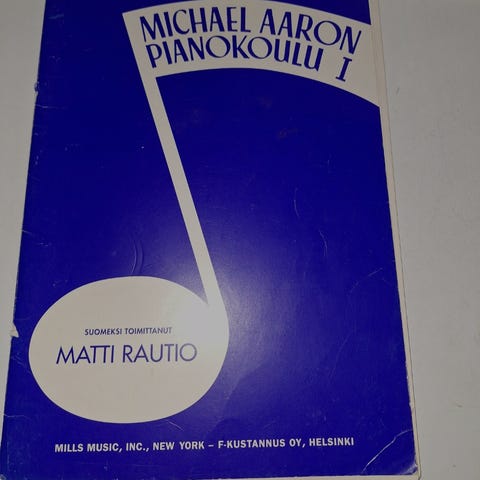 MICHAEL AARON
PIANOKOULU I
SUOMEKSI TOIMITTANUT
MATTI RAUTIO
MILLS MUSIC, INC., NEW YORK – F-KUSTANNUS OY, HELSINKI